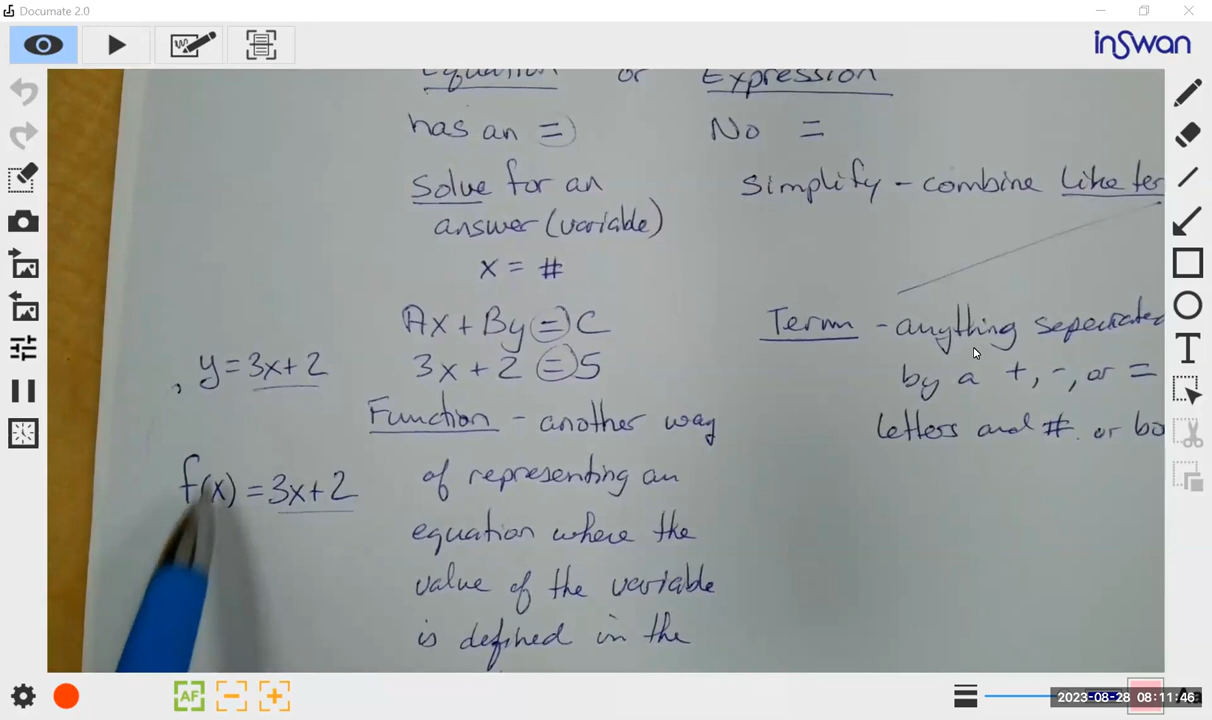 Documate 2.0
inswan
Equation or Expression
has an =
No =
Solve for an
answer (variable)
x = #
simplify - combine like ter
Ax + By = C
3x + 2 = 5
Term - anything seperated
by a +, -, or =
letters and #. or bo
, y = 3x + 2
f(x) = 3x + 2
Function - another way
of representing an
equation where the
value of the variable
is defined in the
AF
2023-08-28 08:11:46